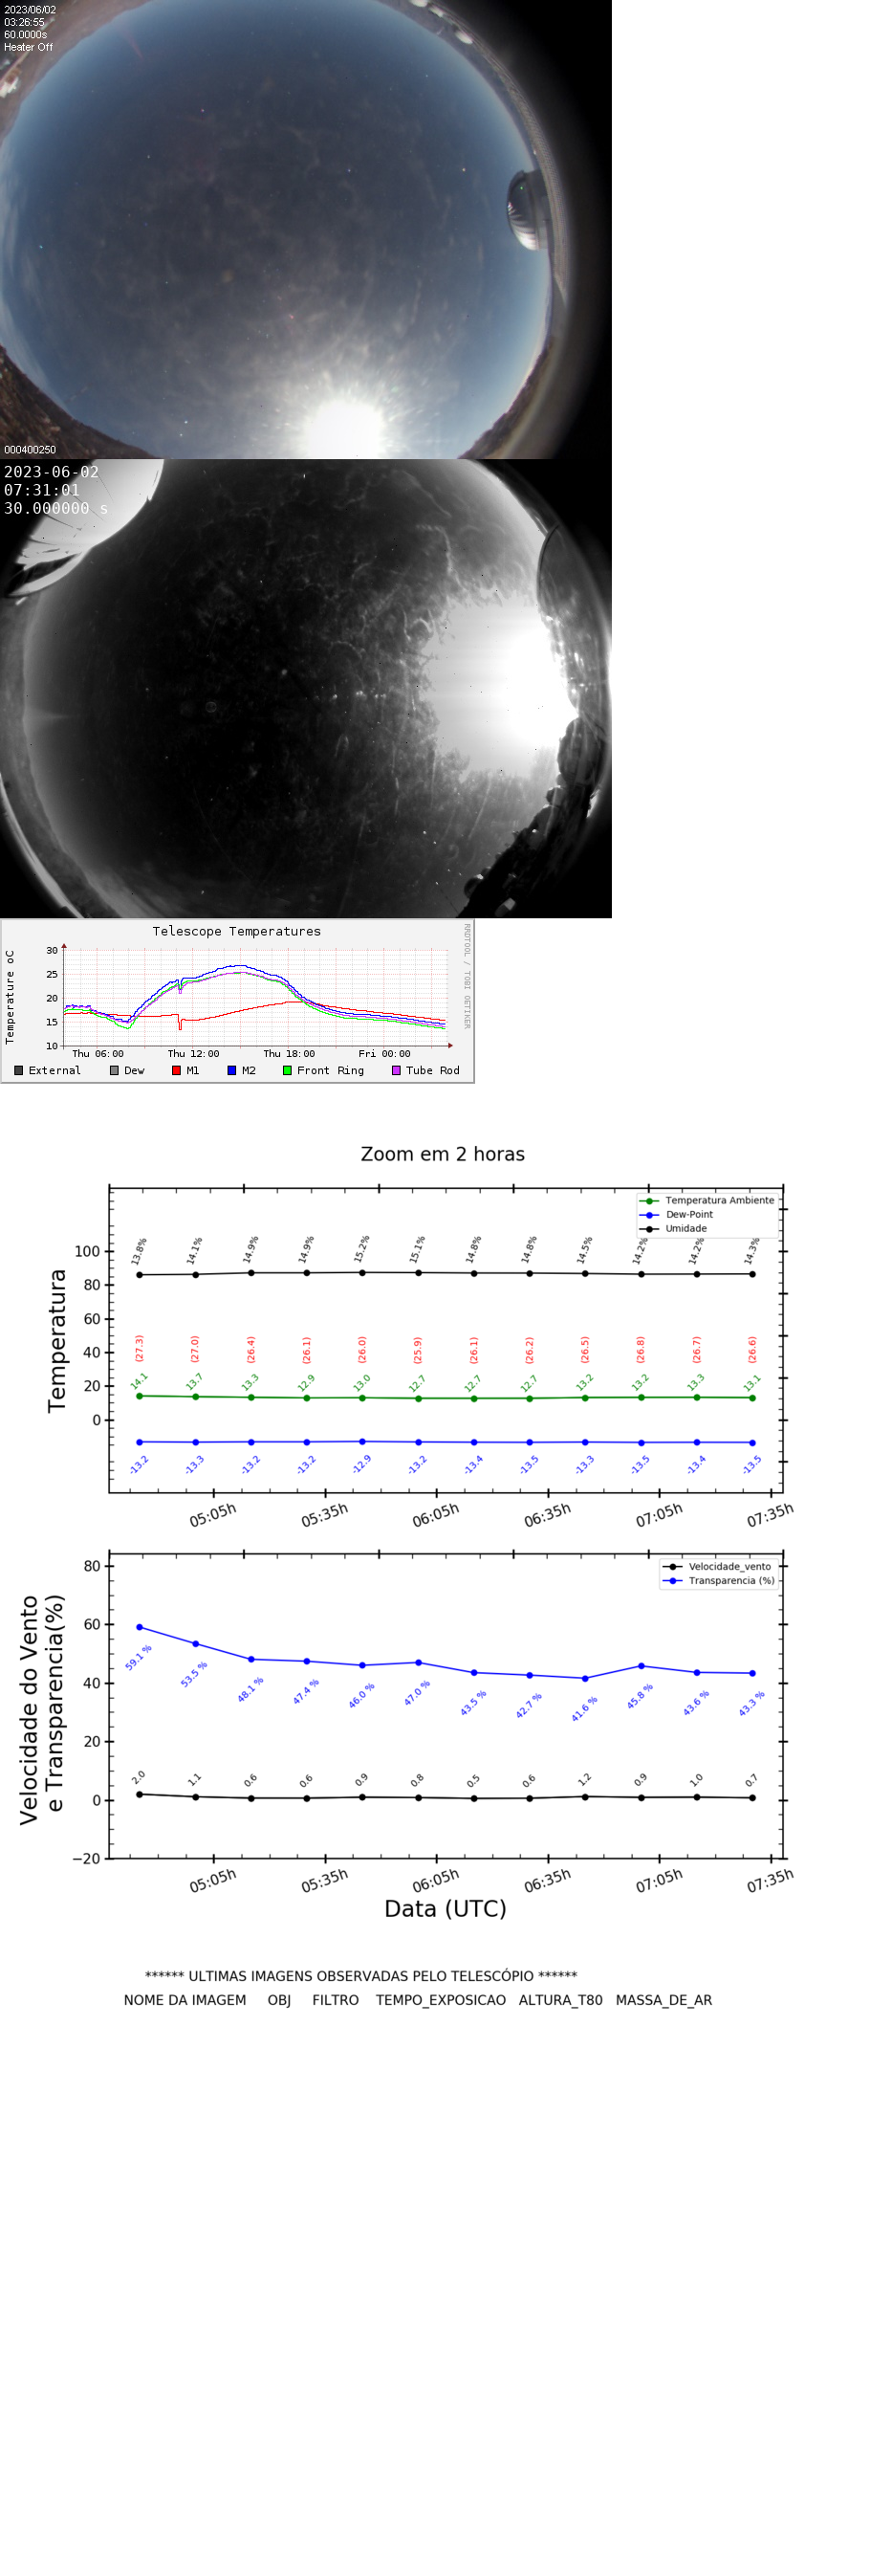 2023/06/02
03:26:55
60.0000s
Heater Off
000400250
2023-06-02
07:31:01
30.000000 s
Telescope Temperatures
RRDTOOL / TOBI OETIKER
Temperature oC
30
25
20
15
10
Thu 06:00 Thu 12:00 Thu 18:00 Fri 00:00
External Dew M1 M2 Front Ring Tube Rod
Zoom em 2 horas
Temperatura Ambiente
Dew-Point
Umidade
Temperatura
100
80
60
40
20
0
13.8% 14.1% 14.9% 14.9% 15.2% 15.1% 14.8% 14.8% 14.5% 14.2% 14.2% 14.3%
(27.3) (27.0) (26.4) (26.1) (26.0) (25.9) (26.1) (26.2) (26.5) (26.8) (26.7) (26.6)
14.1 13.7 13.3 12.9 13.0 12.7 12.7 12.7 13.2 13.2 13.3 13.1
-13.2 -13.3 -13.2 -13.2 -12.9 -13.2 -13.4 -13.5 -13.3 -13.5 -13.4 -13.5
05:05h 05:35h 06:05h 06:35h 07:05h 07:35h
Velocidade_vento
Transparencia (%)
Velocidade do Vento
e Transparencia(%)
80
60
40
20
0
−20
59.1 % 53.5 % 48.1 % 47.4 % 46.0 % 47.0 % 43.5 % 42.7 % 41.6 % 45.8 % 43.6 % 43.3 %
2.0 1.1 0.6 0.6 0.9 0.8 0.5 0.6 1.2 0.9 1.0 0.7
05:05h 05:35h 06:05h 06:35h 07:05h 07:35h
Data (UTC)
****** ULTIMAS IMAGENS OBSERVADAS PELO TELESCÓPIO ******
NOME DA IMAGEM OBJ FILTRO TEMPO_EXPOSICAO ALTURA_T80 MASSA_DE_AR